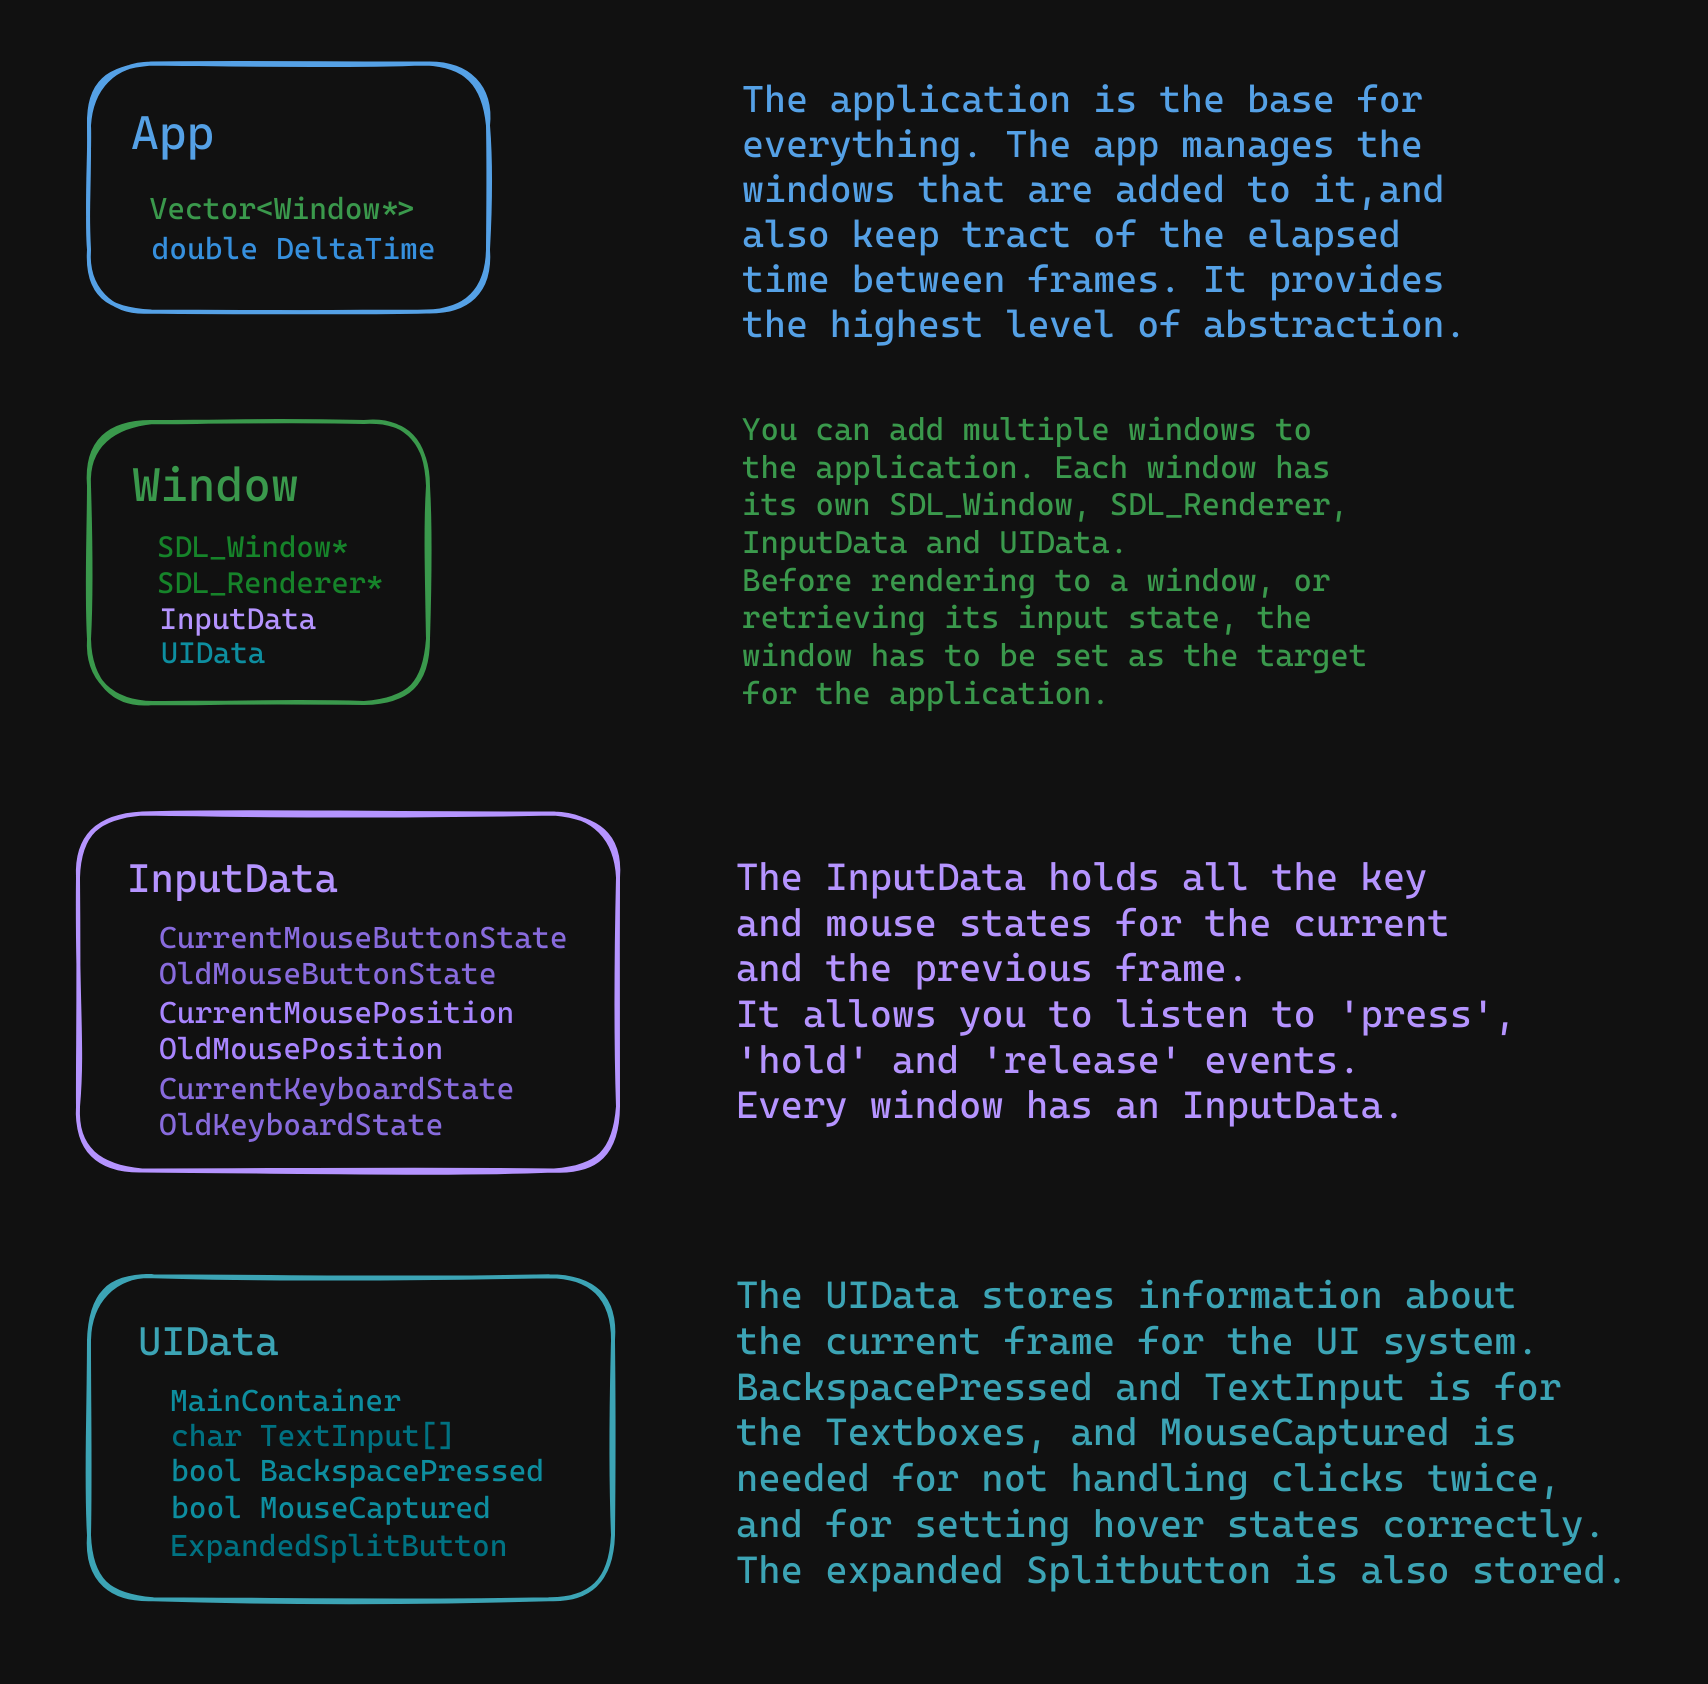 App
Vector<Window*>
double DeltaTime
The application is the base for
everything. The app manages the
windows that are added to it,and
also keep tract of the elapsed
time between frames. It provides
the highest level of abstraction.
Window
SDL_Window*
SDL_Renderer*
InputData
UIData
You can add multiple windows to
the application. Each window has
its own SDL_Window, SDL_Renderer,
InputData and UIData.
Before rendering to a window, or
retrieving its input state, the
window has to be set as the target
for the application.
InputData
CurrentMouseButtonState
OldMouseButtonState
CurrentMousePosition
OldMousePosition
CurrentKeyboardState
OldKeyboardState
The InputData holds all the key
and mouse states for the current
and the previous frame.
It allows you to listen to 'press',
'hold' and 'release' events.
Every window has an InputData.
UIData
MainContainer
char TextInput[]
bool BackspacePressed
bool MouseCaptured
ExpandedSplitButton
The UIData stores information about
the current frame for the UI system.
BackspacePressed and TextInput is for
the Textboxes, and MouseCaptured is
needed for not handling clicks twice,
and for setting hover states correctly.
The expanded Splitbutton is also stored.